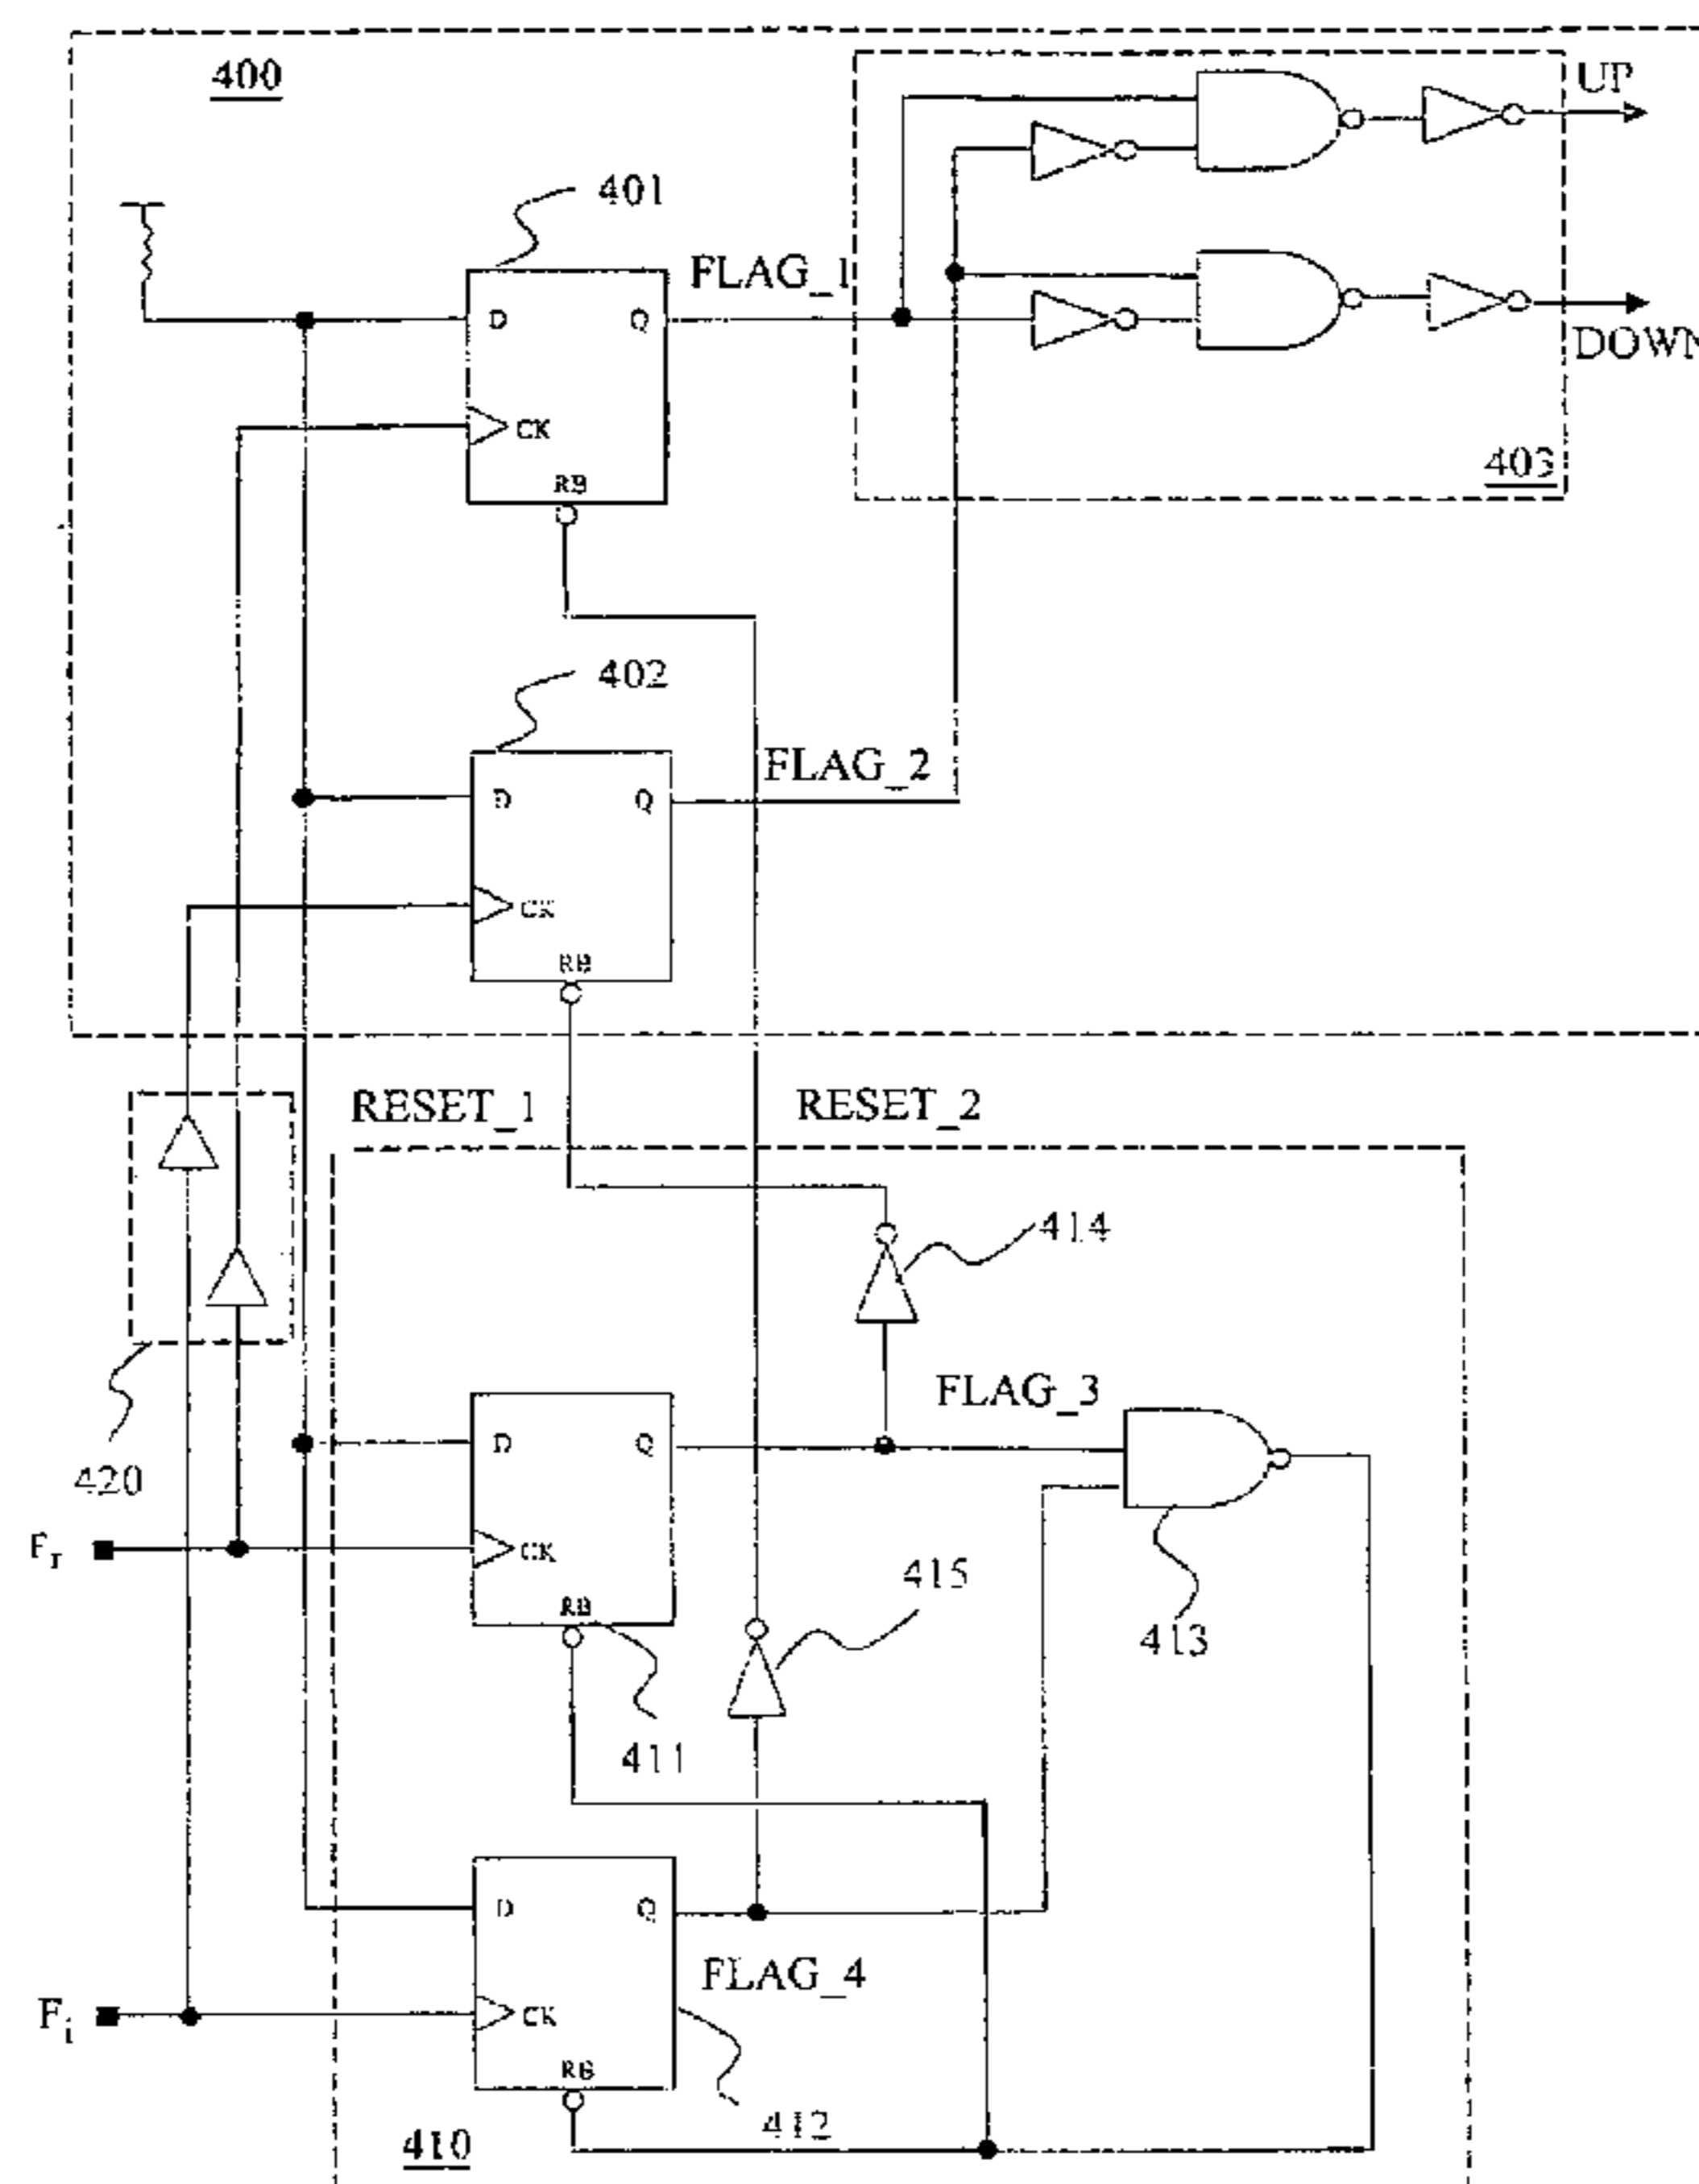 400
UP
401
FLAG_1
D
Q
DOWN
CK
403
RB
402
FLAG_2
D
Q
CK
RB
RESET_1
RESET_2
414
FLAG_3
D
Q
420
Fr
CK
415
RB
413
411
D
Q
FLAG_4
Fi
CK
RB
412
410